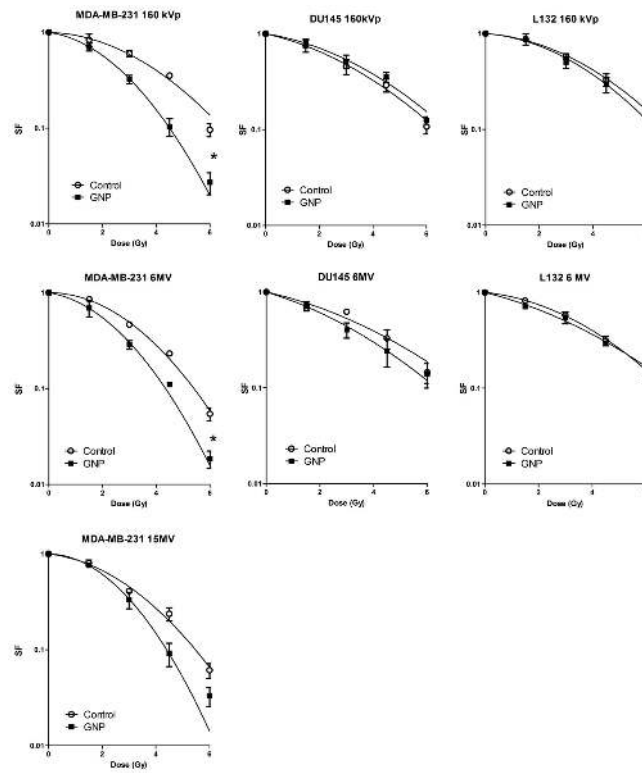 MDA-MB-231 160 kVp
1
0.1
0.01
SF
0 2 4 6
Dose (Gy)
Control
GNP
*
DU145 160kVp
1
0.1
0.01
SF
0 2 4 6
Dose (Gy)
Control
GNP
L132 160 kVp
1
0.1
0.01
SF
0 2 4
Dose (Gy)
Control
GNP
MDA-MB-231 6MV
1
0.1
0.01
SF
0 2 4 6
Dose (Gy)
Control
GNP
*
DU145 6MV
1
0.1
0.01
SF
0 2 4 6
Dose (Gy)
Control
GNP
L132 6 MV
1
0.1
0.01
SF
0 2 4
Dose (Gy)
Control
GNP
MDA-MB-231 15MV
1
0.1
0.01
SF
0 2 4 6
Dose (Gy)
Control
GNP